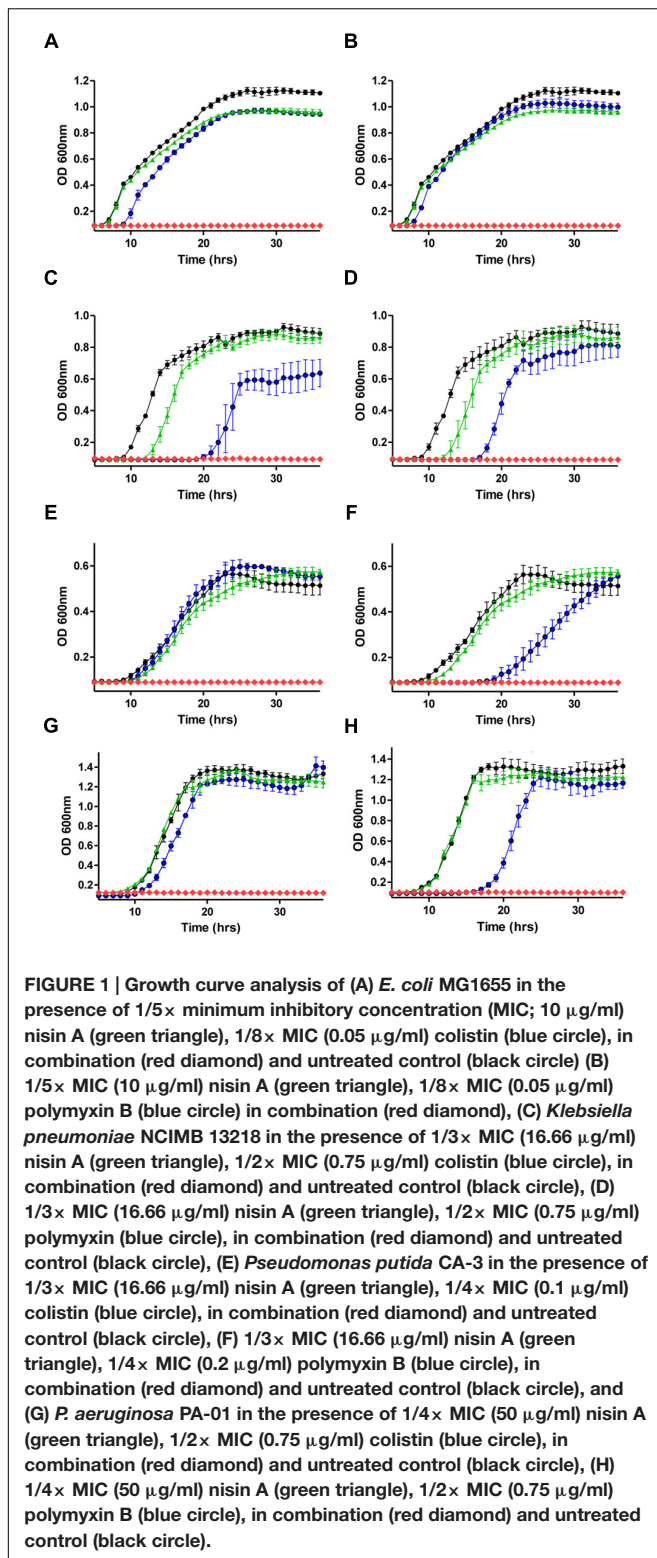 A
B
1.2
1.0
0.8
0.6
0.4
0.2
OD 600nm
10
20
30
Time (hrs)
1.2
1.0
0.8
0.6
0.4
0.2
OD 600nm
10
20
30
Time (hrs)
C
D
1.0
0.8
0.6
0.4
0.2
OD 600nm
10
20
30
Time (hrs)
1.0
0.8
0.6
0.4
0.2
OD 600nm
10
20
30
Time (hrs)
E
F
0.6
0.4
0.2
OD 600nm
10
20
30
Time (hrs)
0.6
0.4
0.2
OD 600nm
10
20
30
Time (hrs)
G
H
1.4
1.2
1.0
0.8
0.6
0.4
0.2
OD 600nm
10
20
30
Time (hrs)
1.4
1.2
1.0
0.8
0.6
0.4
0.2
OD 600nm
10
20
30
Time (hrs)
FIGURE 1 | Growth curve analysis of (A) E. coli MG1655 in the
presence of 1/5× minimum inhibitory concentration (MIC; 10 μg/ml)
nisin A (green triangle), 1/8× MIC (0.05 μg/ml) colistin (blue circle), in
combination (red diamond) and untreated control (black circle) (B)
1/5× MIC (10 μg/ml) nisin A (green triangle), 1/8× MIC (0.05 μg/ml)
polymyxin B (blue circle) in combination (red diamond), (C) Klebsiella
pneumoniae NCIMB 13218 in the presence of 1/3× MIC (16.66 μg/ml)
nisin A (green triangle), 1/2× MIC (0.75 μg/ml) colistin (blue circle), in
combination (red diamond) and untreated control (black circle), (D)
1/3× MIC (16.66 μg/ml) nisin A (green triangle), 1/2× MIC (0.75 μg/ml)
polymyxin (blue circle), in combination (red diamond) and untreated
control (black circle), (E) Pseudomonas putida CA-3 in the presence of
1/3× MIC (16.66 μg/ml) nisin A (green triangle), 1/4× MIC (0.1 μg/ml)
colistin (blue circle), in combination (red diamond) and untreated
control (black circle), (F) 1/3× MIC (16.66 μg/ml) nisin A (green
triangle), 1/4× MIC (0.2 μg/ml) polymyxin B (blue circle), in
combination (red diamond) and untreated control (black circle), and
(G) P. aeruginosa PA-01 in the presence of 1/4× MIC (50 μg/ml) nisin A
(green triangle), 1/2× MIC (0.75 μg/ml) colistin (blue circle), in
combination (red diamond) and untreated control (black circle), (H)
1/4× MIC (50 μg/ml) nisin A (green triangle), 1/2× MIC (0.75 μg/ml)
polymyxin B (blue circle), in combination (red diamond) and untreated
control (black circle).